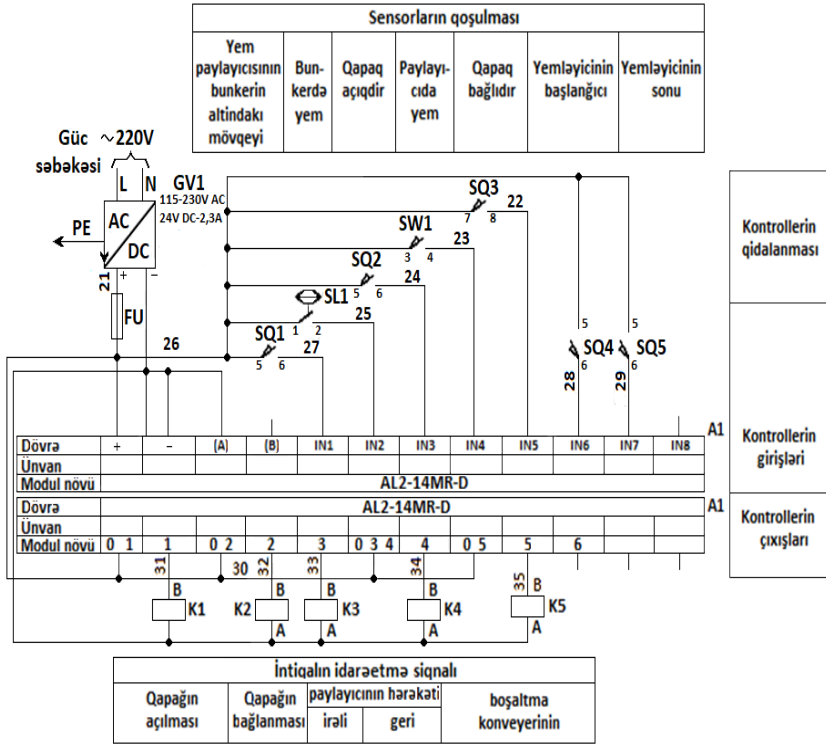 Sensorların qoşulması
Yem
paylayıcısının
bunkerin
altindakı
mövqeyi
Bun-
kerdə
yem
Qapaq
açıqdir
Paylayı-
cıda
yem
Qapaq
bağlıdır
Yemləyicinin
başlanğıcı
Yemləyicinin
sonu
Güc ~220V
səbəkəsi
L N
GV1
115-230V AC
24V DC-2,3A
AC
DC
PE
21 + −
FU
26
SQ3
7 8 22
SW1
3 4 23
SQ2
5 6 24
SL1
1 2 25
SQ1
5 6 27
5
SQ4
6
28
5
SQ5
6
29
Kontrollerin
qidalanması
Kontrollerin
girişləri
Kontrollerin
çıxışları
A1
Dövrə + − (A) (B) IN1 IN2 IN3 IN4 IN5 IN6 IN7 IN8
Ünvan
Modul növü AL2-14MR-D
A1
Dövrə AL2-14MR-D
Ünvan
Modul növü 0 1 1 0 2 2 3 0 3 4 4 0 5 5 6
31 30 32 33 34 35
B B B B B
K1 K2 K3 K4 K5
A A A A
İntiqalın idarəetmə siqnalı
Qapağın
açılması
Qapağın
bağlanması
paylayıcının hərəkəti
irəli geri
boşaltma
konveyerinin